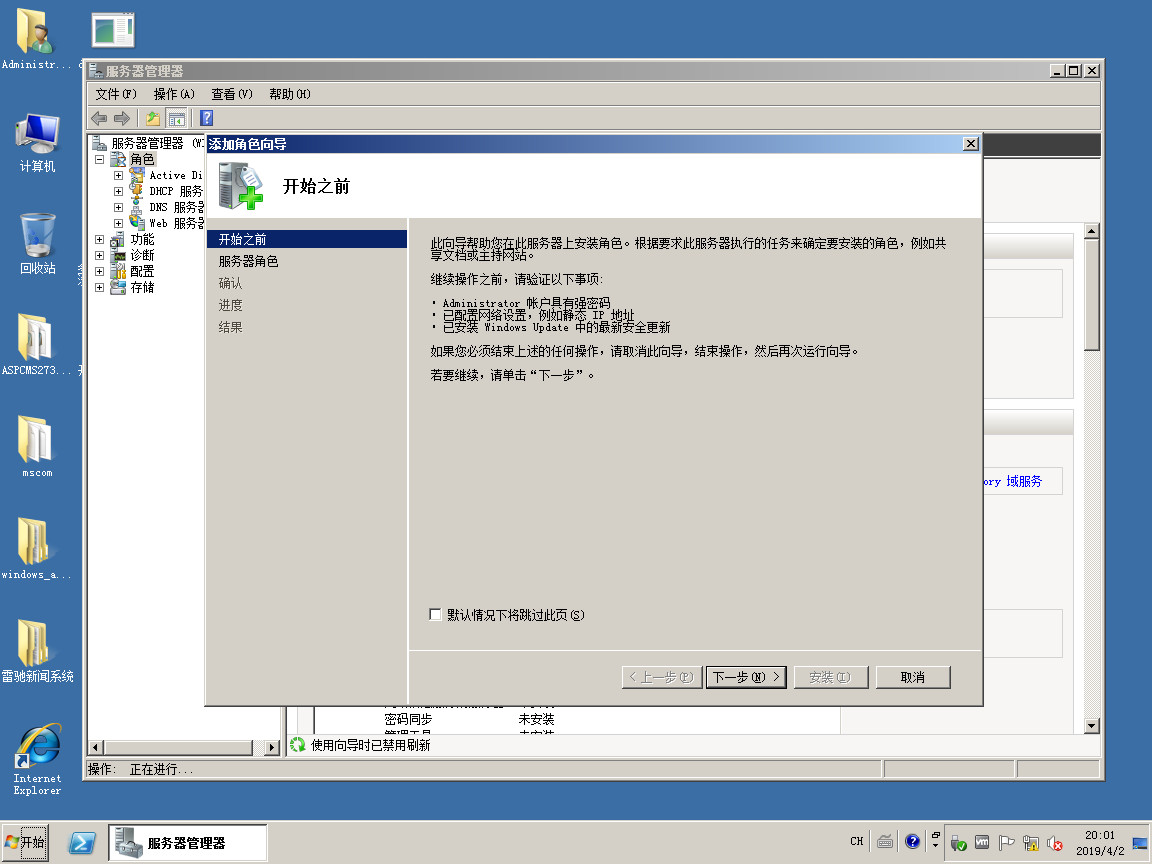 Administr...
计算机
回收站
ASPCMS273...
mscom
windows_a...
雷驰新闻系统
Internet
Explorer
服务器管理器
文件(F) 操作(A) 查看(V) 帮助(H)
服务器管理器 (WI
角色
Active Di
DHCP 服务
DNS 服务器
Web 服务器
功能
诊断
配置
存储
添加角色向导
开始之前
开始之前
服务器角色
确认
进度
结果
此向导帮助您在此服务器上安装角色。根据要求此服务器执行的任务来确定要安装的角色，例如共
享文档或主持网站。
继续操作之前，请验证以下事项:
· Administrator 帐户具有强密码
· 已配置网络设置，例如静态 IP 地址
· 已安装 Windows Update 中的最新安全更新
如果您必须结束上述的任何操作，请取消此向导，结束操作，然后再次运行向导。
若要继续，请单击“下一步”。
默认情况下将跳过此页(S)
< 上一步(P) 下一步(N) > 安装(I) 取消
ory 域服务
密码同步 未安装
使用向导时已禁用刷新
操作: 正在进行...
开始
服务器管理器
CH
20:01
2019/4/2